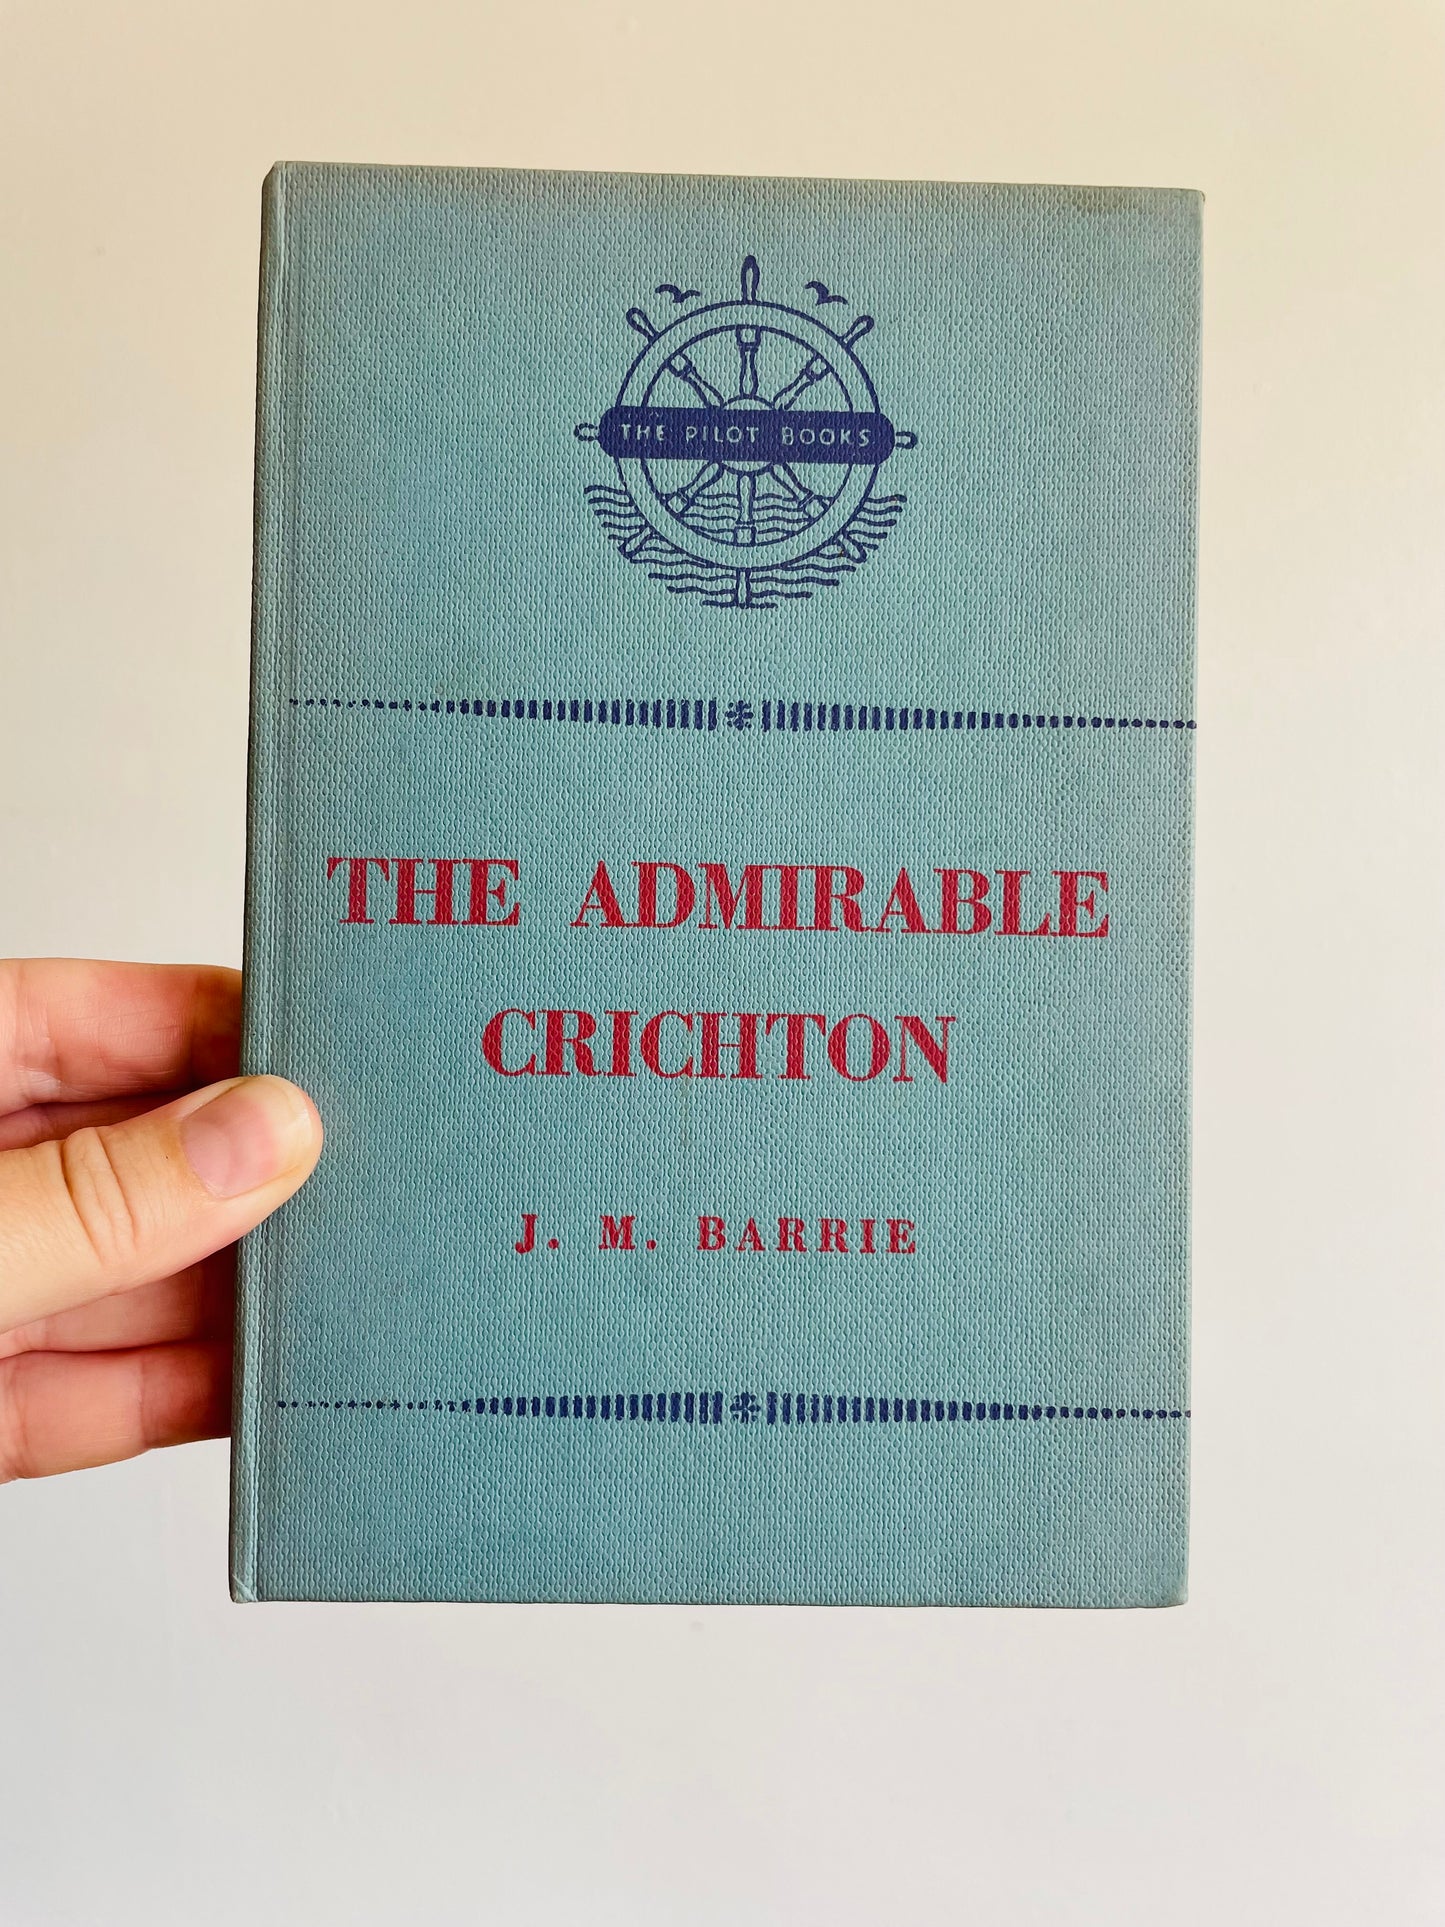 THE PILOT BOOKS
THE ADMIRABLE
CRICHTON
J. M. BARRIE